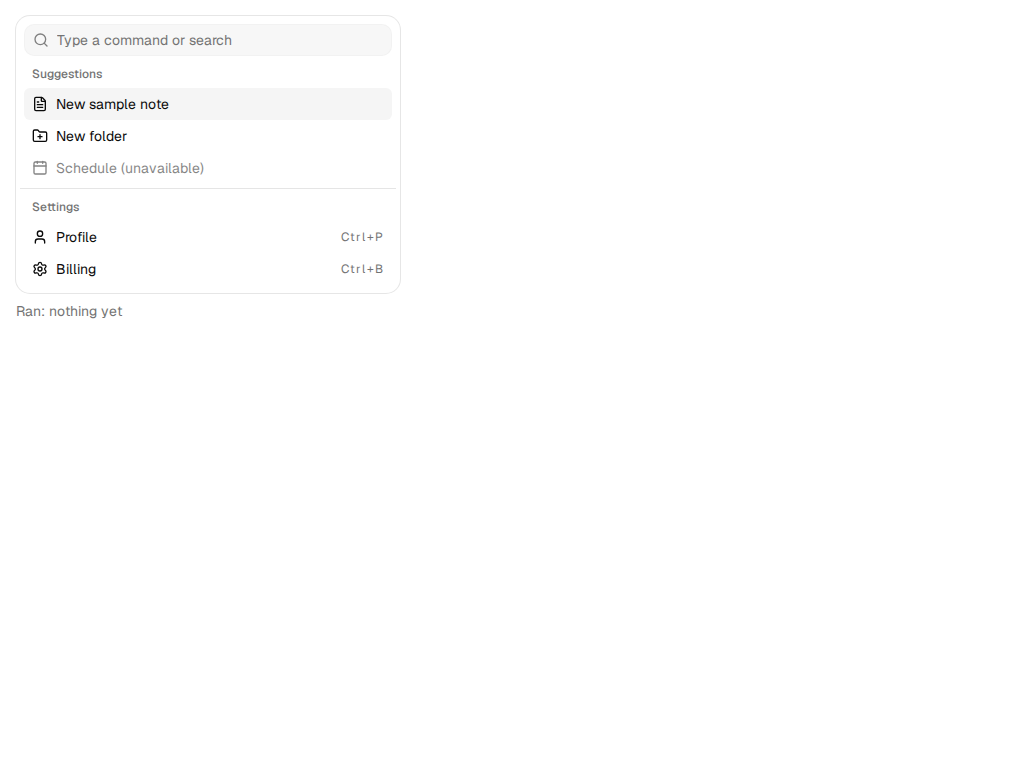 Type a command or search
Suggestions
New sample note
New folder
Schedule (unavailable)
Settings
Profile Ctrl+P
Billing Ctrl+B
Ran: nothing yet